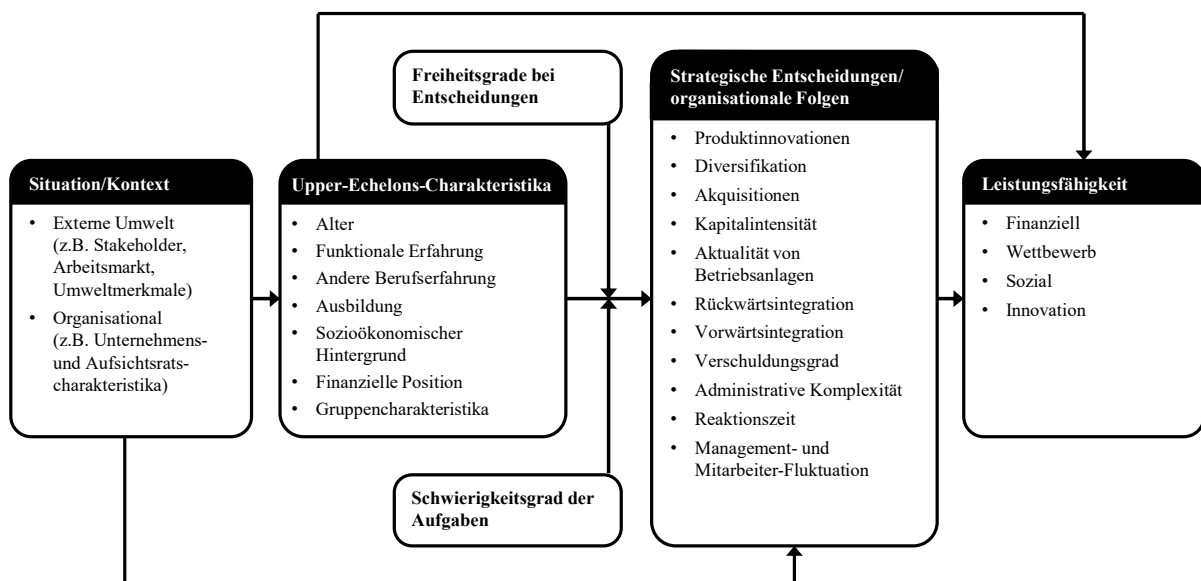 Situation/Kontext
• Externe Umwelt
(z.B. Stakeholder,
Arbeitsmarkt,
Umweltmerkmale)
• Organisational
(z.B. Unternehmens-
und Aufsichtsrats-
charakteristika)
Upper-Echelons-Charakteristika
• Alter
• Funktionale Erfahrung
• Andere Berufserfahrung
• Ausbildung
• Sozioökonomischer
Hintergrund
• Finanzielle Position
• Gruppencharakteristika
Freiheitsgrade bei
Entscheidungen
Schwierigkeitsgrad der
Aufgaben
Strategische Entscheidungen/
organisationale Folgen
• Produktinnovationen
• Diversifikation
• Akquisitionen
• Kapitalintensität
• Aktualität von
Betriebsanlagen
• Rückwärtsintegration
• Vorwärtsintegration
• Verschuldungsgrad
• Administrative Komplexität
• Reaktionszeit
• Management- und
Mitarbeiter-Fluktuation
Leistungsfähigkeit
• Finanziell
• Wettbewerb
• Sozial
• Innovation